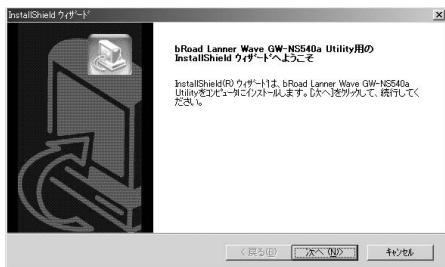 InstallShield ウィザード
bRoad Lanner Wave GW-NS540a Utility用の
InstallShield ウィザードへようこそ
InstallShield(R) ウィザードは、bRoad Lanner Wave GW-NS540a
Utilityをコンピュータにインストールします。[次へ]をクリックして、続行してく
ださい。
< 戻る(B)
次へ(N)>
キャンセル